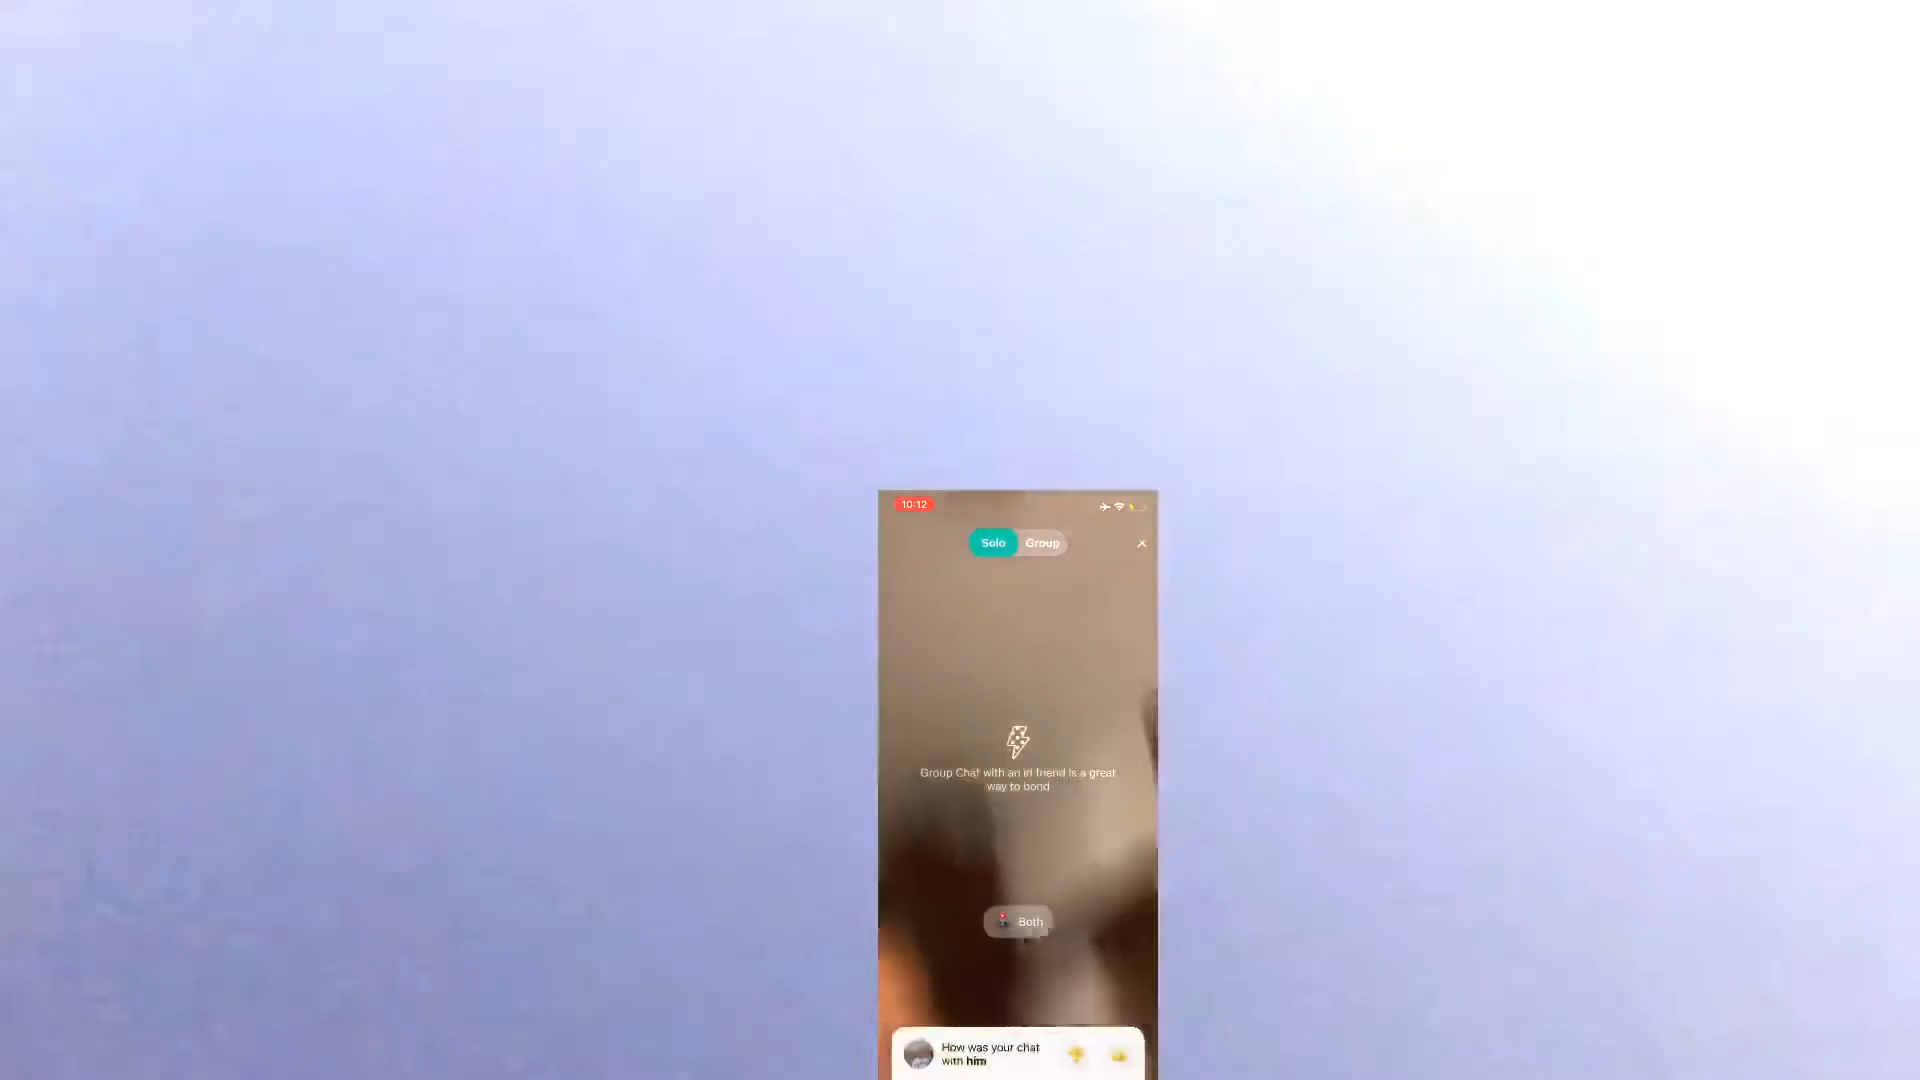 10:12
Solo Group
Group Chat with an irl friend is a great
way to bond
Both
How was your chat
with him